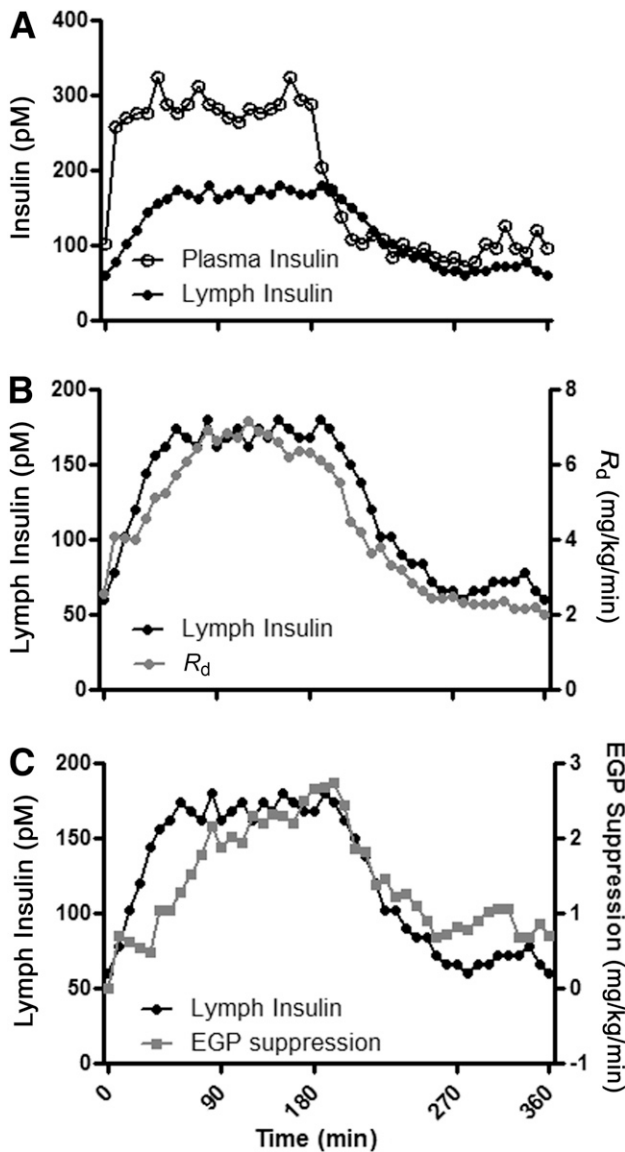 A
400
300
200
100
0
Insulin (pM)
Plasma Insulin
Lymph Insulin
B
200
150
100
50
0
Lymph Insulin (pM)
8
6
4
2
0
Rd (mg/kg/min)
Lymph Insulin
Rd
C
200
150
100
50
0
Lymph Insulin (pM)
3
2
1
0
-1
EGP Suppression (mg/kg/min)
Lymph Insulin
EGP suppression
0 90 180 270 360
Time (min)